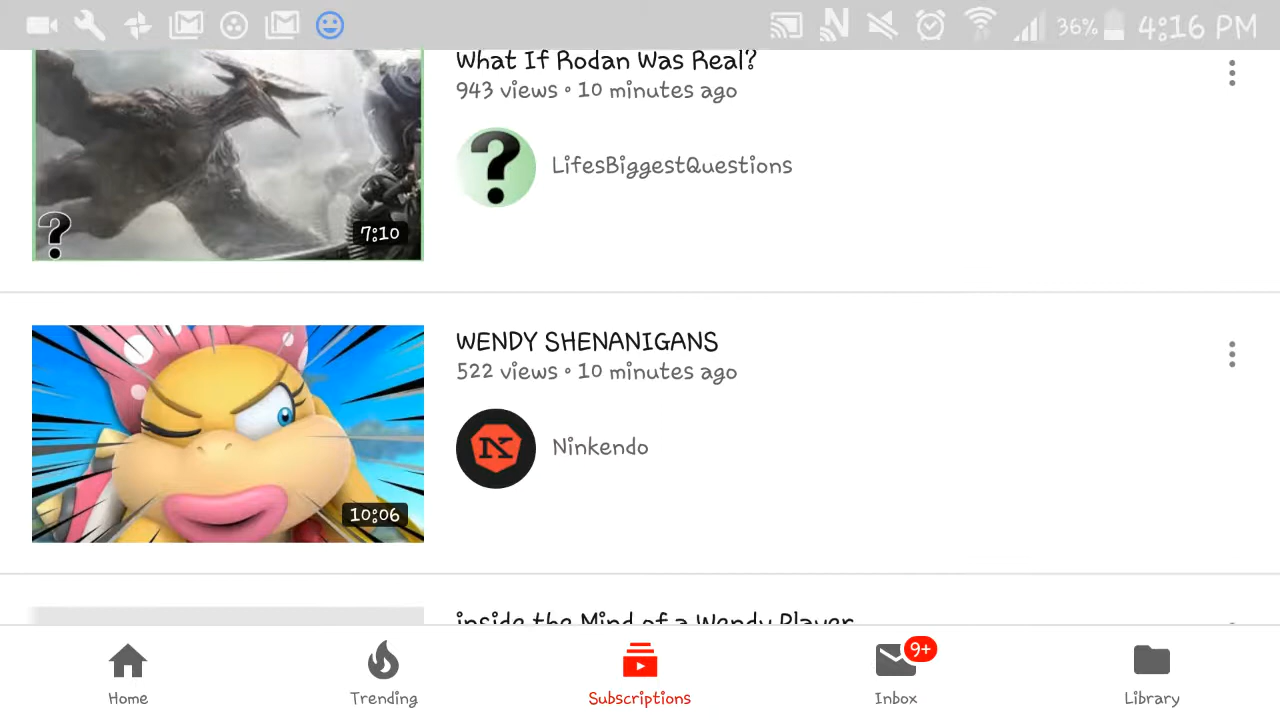 36% 4:16 PM
What If Rodan Was Real?
943 views • 10 minutes ago
?
LifesBiggestQuestions
?
7:10
WENDY SHENANIGANS
522 views • 10 minutes ago
N
Ninkendo
10:06
inside the Mind of a Wendy Player
9+
Home
Trending
Subscriptions
Inbox
Library